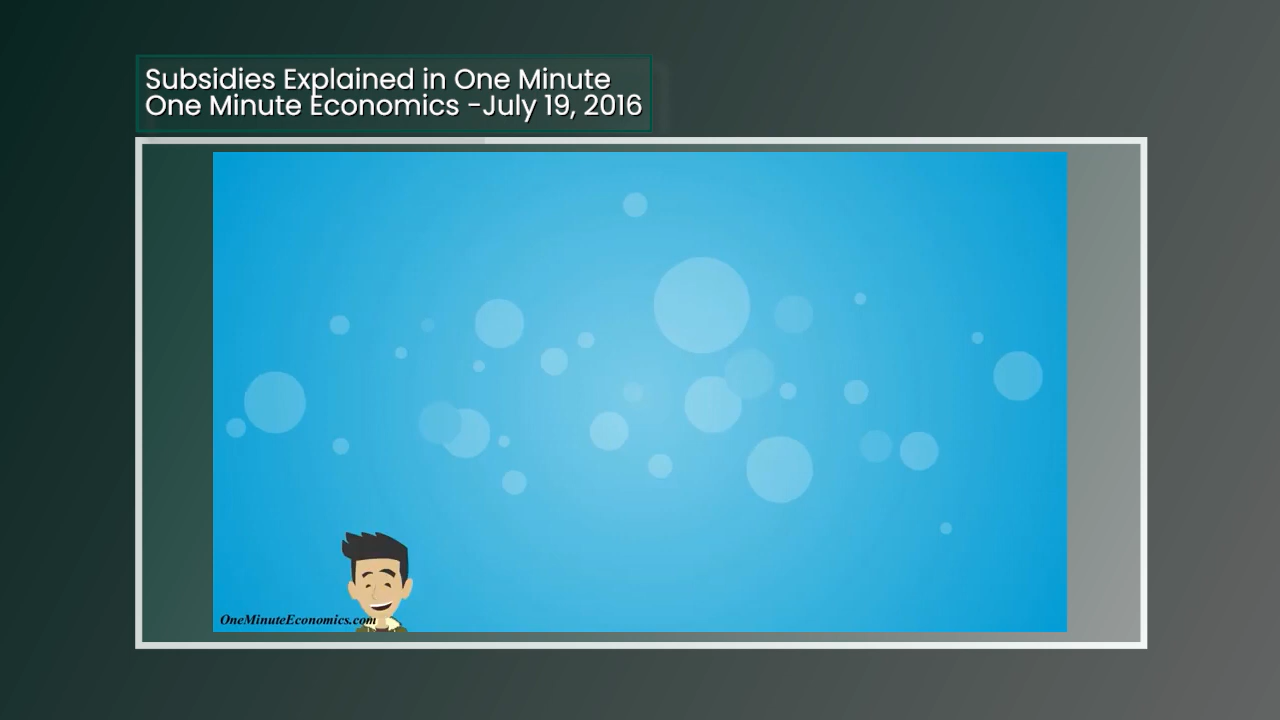 Subsidies Explained in One Minute
One Minute Economics -July 19, 2016
OneMinuteEconomics.com